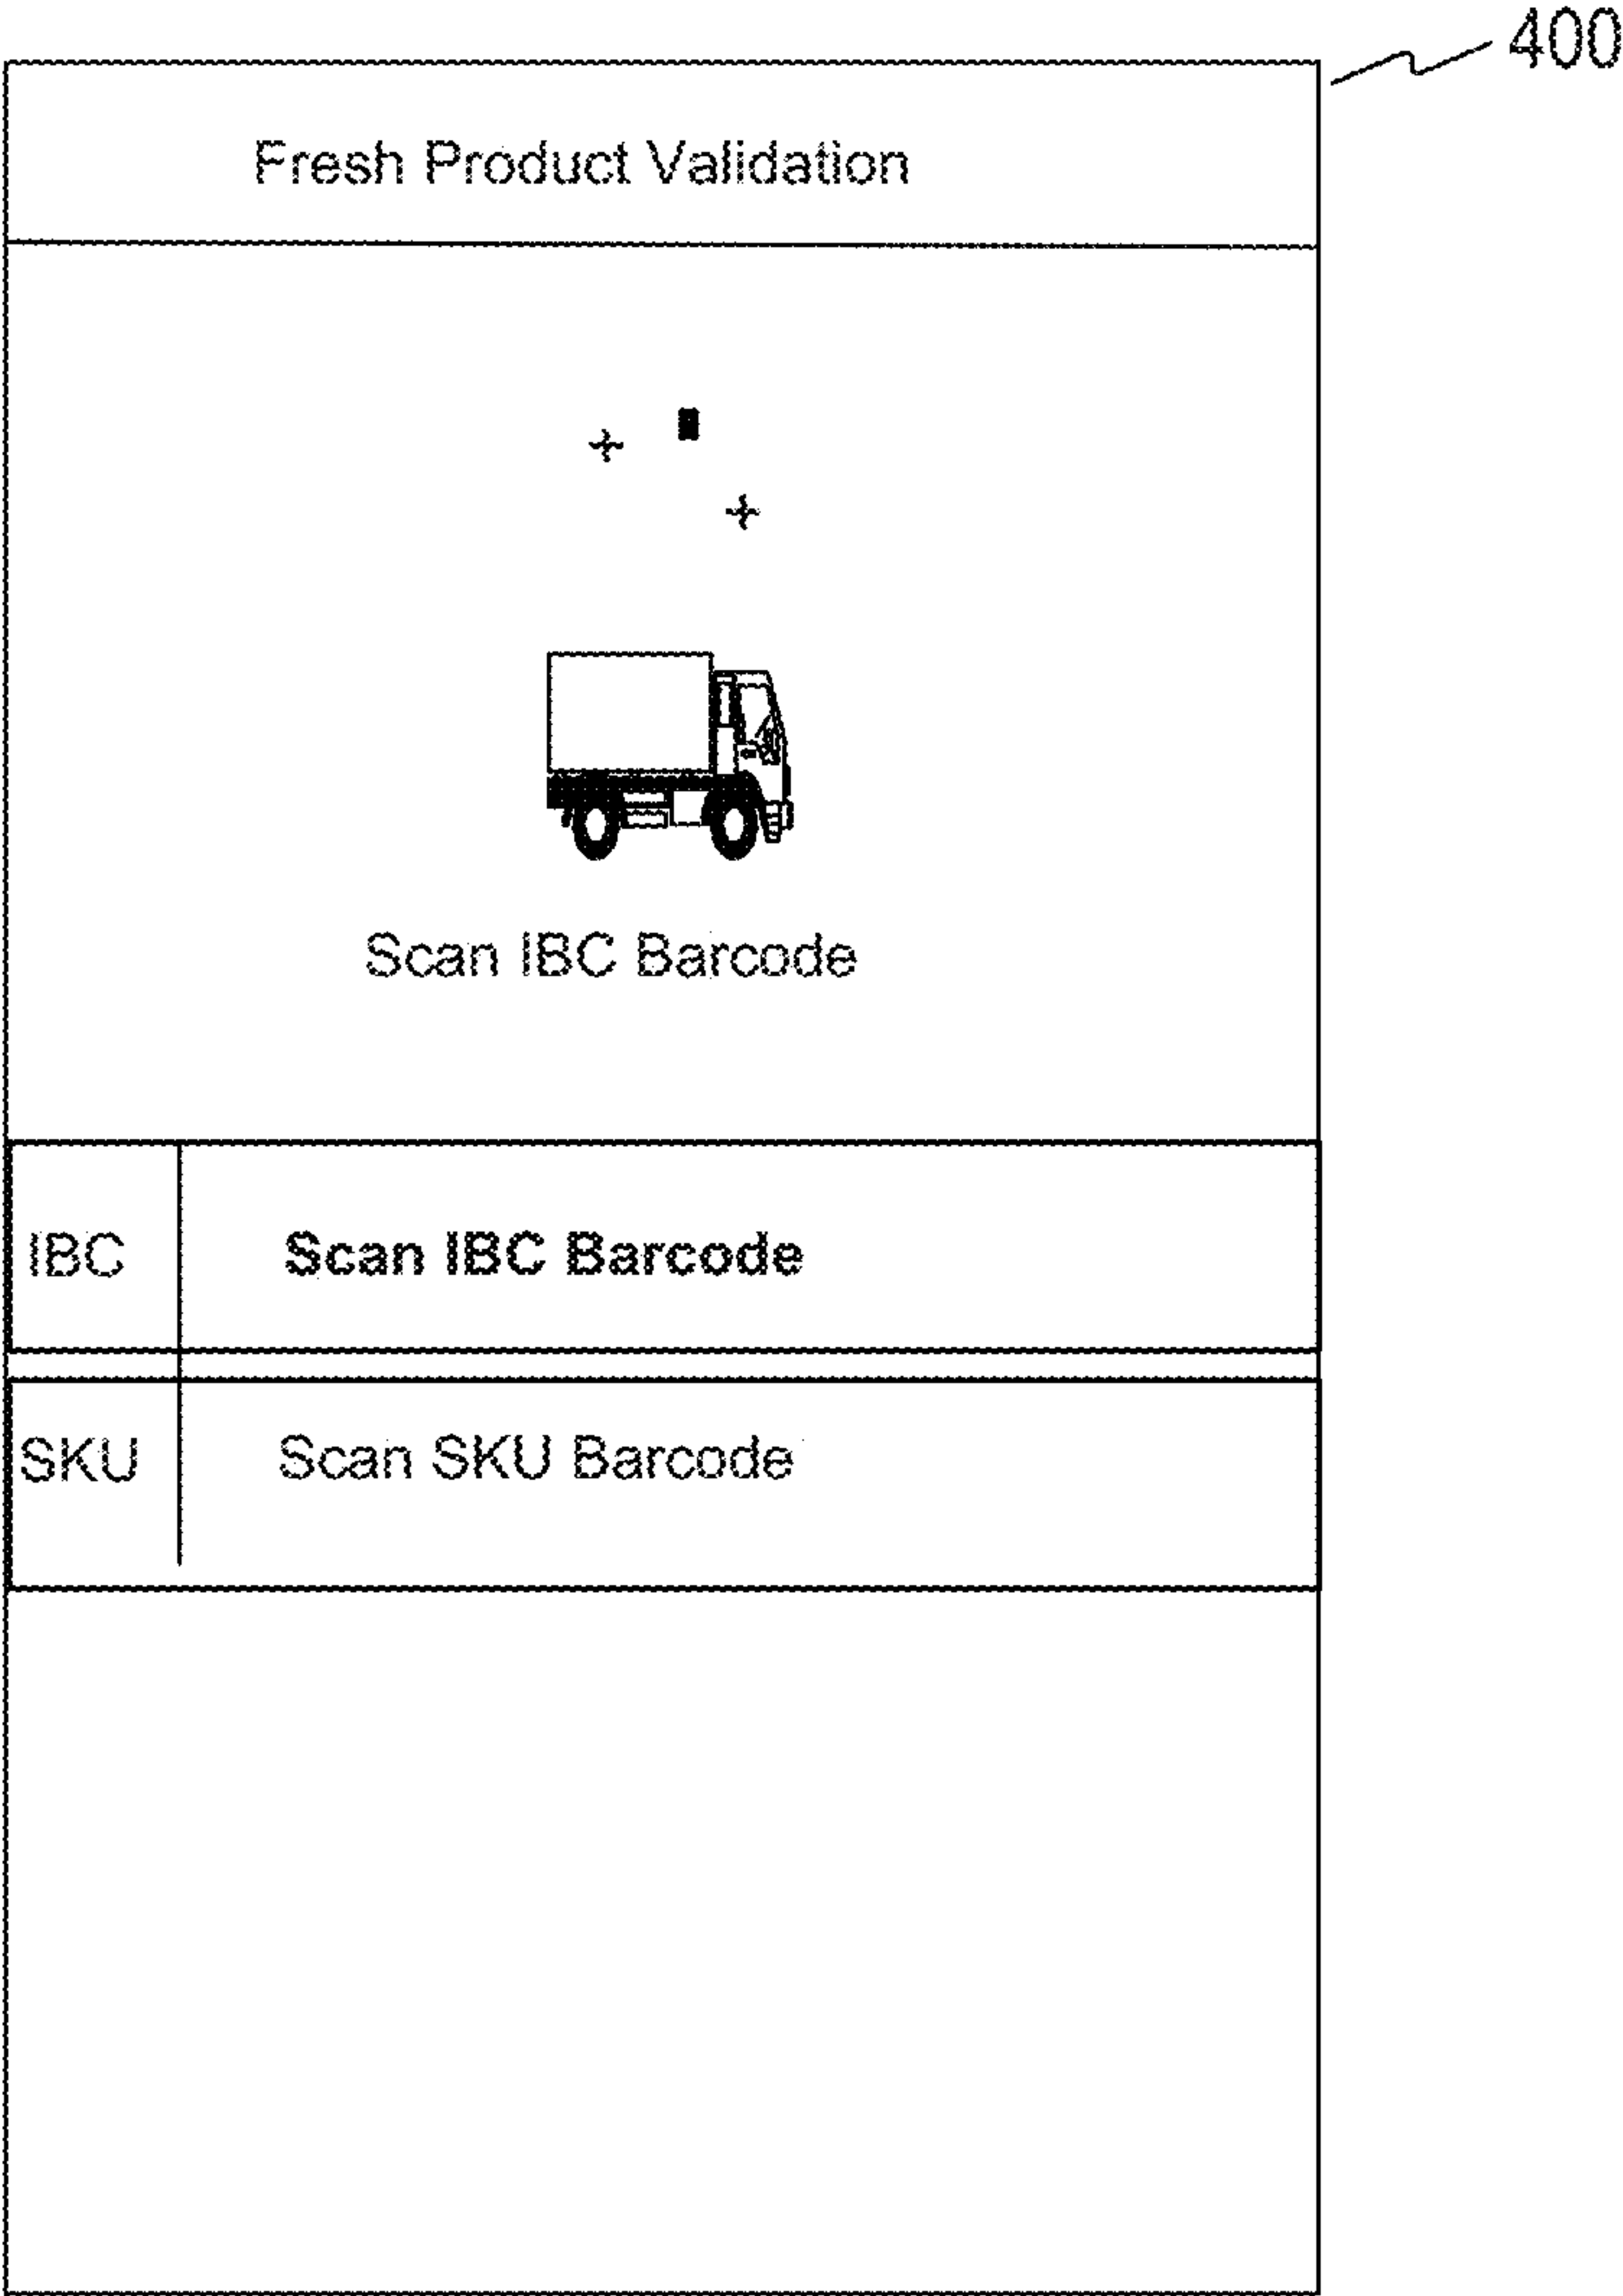 400
Fresh Product Validation
Scan IBC Barcode
IBC Scan IBC Barcode
SKU Scan SKU Barcode